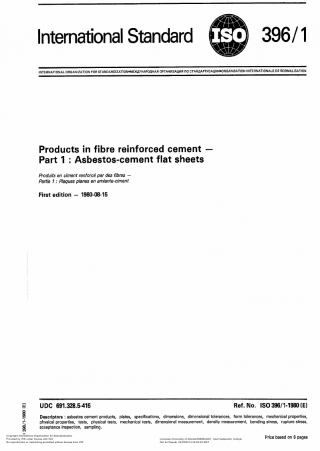 International Standard
ISO
396/1
INTERNATIONAL ORGANIZATION FOR STANDARDIZATION•МЕЖДУНАРОДНАЯ ОРГАНИЗАЦИЯ ПО СТАНДАРТИЗАЦИИ•ORGANISATION INTERNATIONALE DE NORMALISATION
Products in fibre reinforced cement —
Part 1 : Asbestos-cement flat sheets
Produits en ciment renforcé par des fibres —
Partie 1 : Plaques planes en amiante-ciment
First edition — 1980-08-15
ISO 396/1-1980 (E)
UDC 691.328.5-415
Ref. No. ISO 396/1-1980 (E)
Descriptors : asbestos cement products, plates, specifications, dimensions, dimensional tolerances, form tolerances, mechanical properties,
physical properties, tests, physical tests, mechanical tests, dimensional measurement, density measurement, bending stress, rupture stress,
acceptance inspection, sampling.
Price based on 6 pages